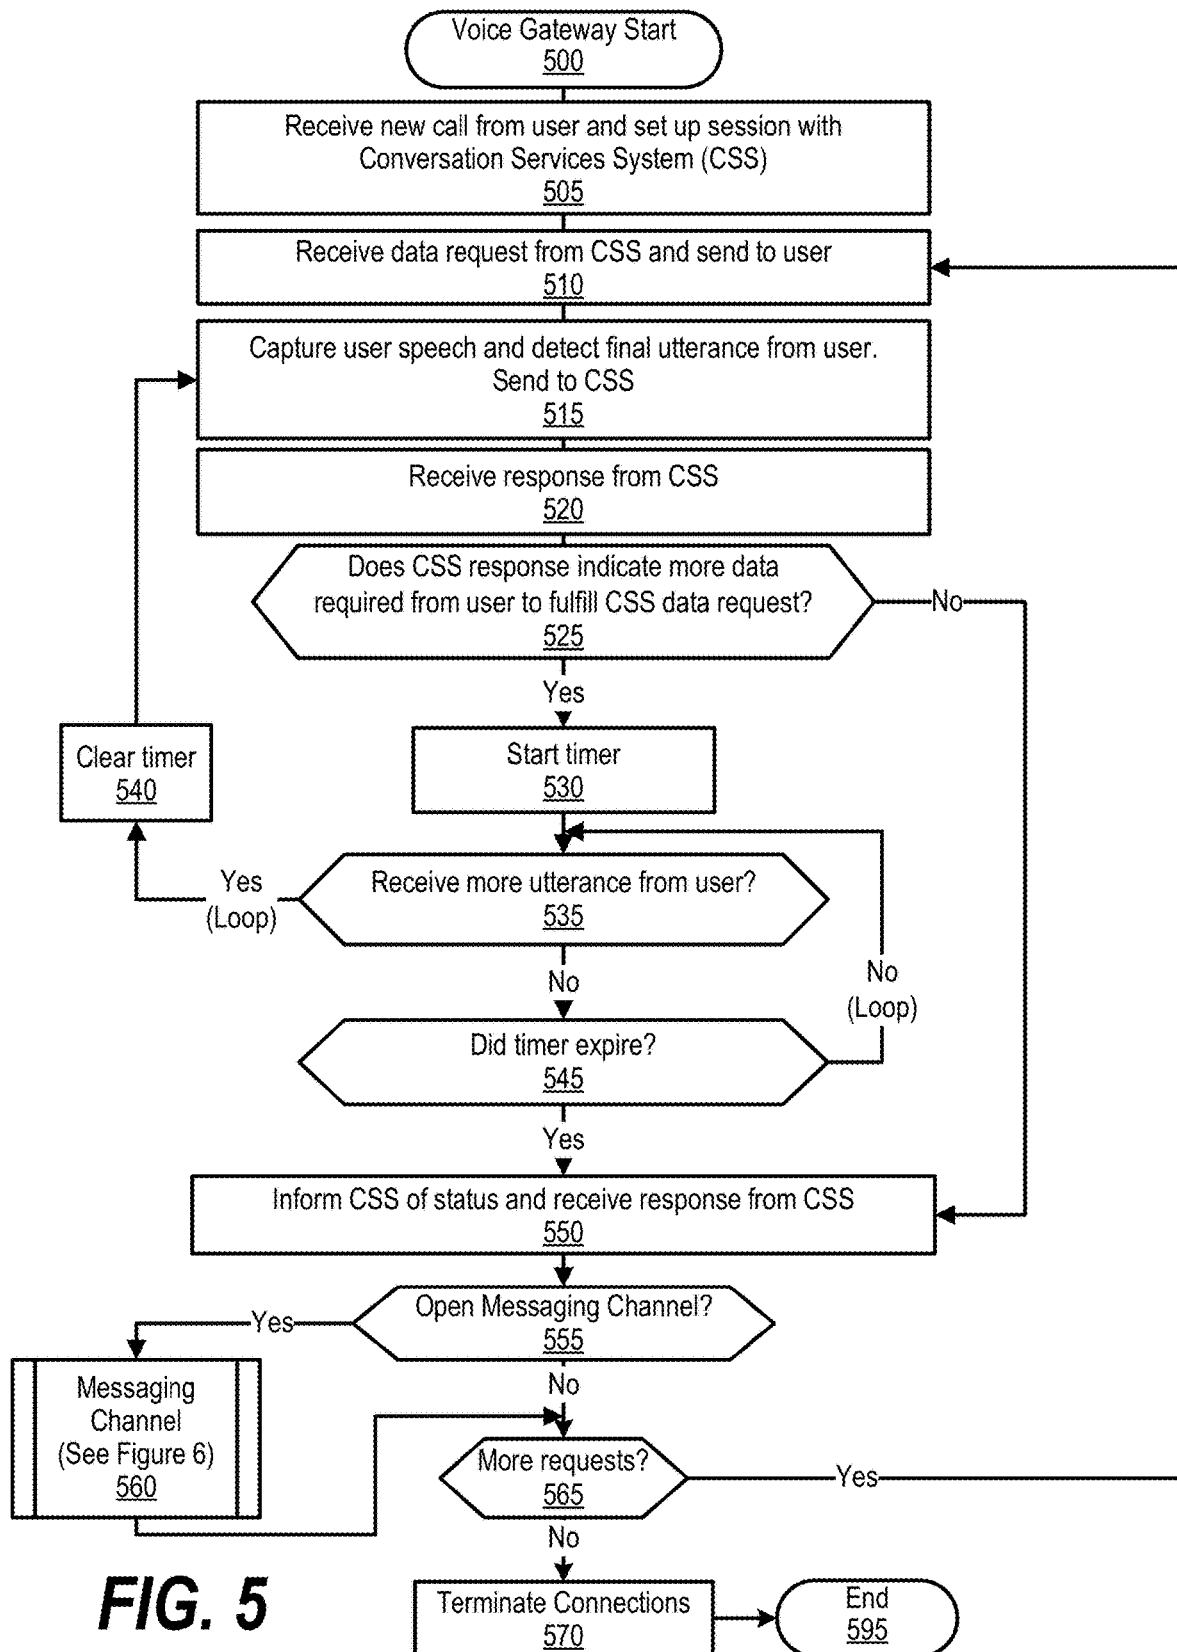 Voice Gateway Start
500
Receive new call from user and set up session with
Conversation Services System (CSS)
505
Receive data request from CSS and send to user
510
Capture user speech and detect final utterance from user.
Send to CSS
515
Receive response from CSS
520
Does CSS response indicate more data
required from user to fulfill CSS data request?
525
No
Yes
Clear timer
540
Start timer
530
Yes
(Loop)
Receive more utterance from user?
535
No
(Loop)
No
Did timer expire?
545
Yes
Inform CSS of status and receive response from CSS
550
Open Messaging Channel?
555
Yes
No
Messaging
Channel
(See Figure 6)
560
More requests?
565
Yes
No
Terminate Connections
570
End
595
FIG. 5